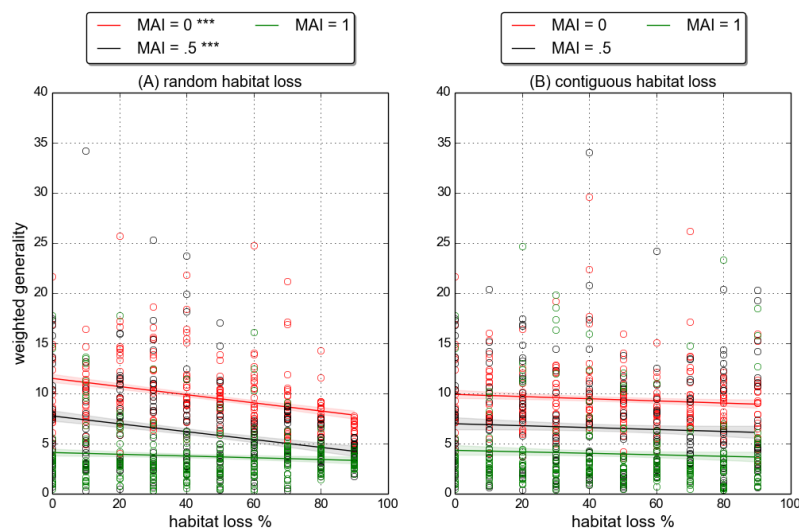 MAI = 0 *** MAI = 1
MAI = .5 ***
MAI = 0 MAI = 1
MAI = .5
(A) random habitat loss
(B) contiguous habitat loss
weighted generality
40
35
30
25
20
15
10
5
0
0 20 40 60 80 100
habitat loss %
40
35
30
25
20
15
10
5
0
0 20 40 60 80 100
habitat loss %